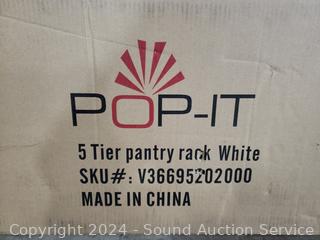 POP-IT
5 Tier pantry rack White
SKU#: V36695202000
MADE IN CHINA
Copyright 2024 - Sound Auction Service